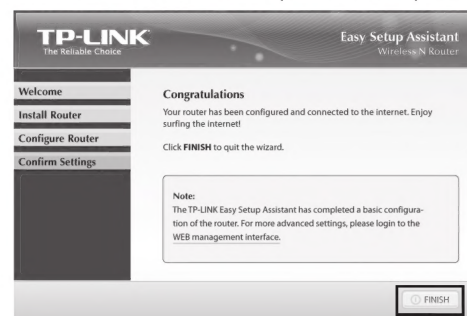 TP-LINK
The Reliable Choice
Easy Setup Assistant
Wireless N Router
Welcome
Install Router
Configure Router
Confirm Settings
Congratulations
Your router has been configured and connected to the internet. Enjoy
surfing the internet!
Click FINISH to quit the wizard.
Note:
The TP-LINK Easy Setup Assistant has completed a basic configura-
tion of the router. For more advanced settings, please login to the
WEB management interface.
FINISH